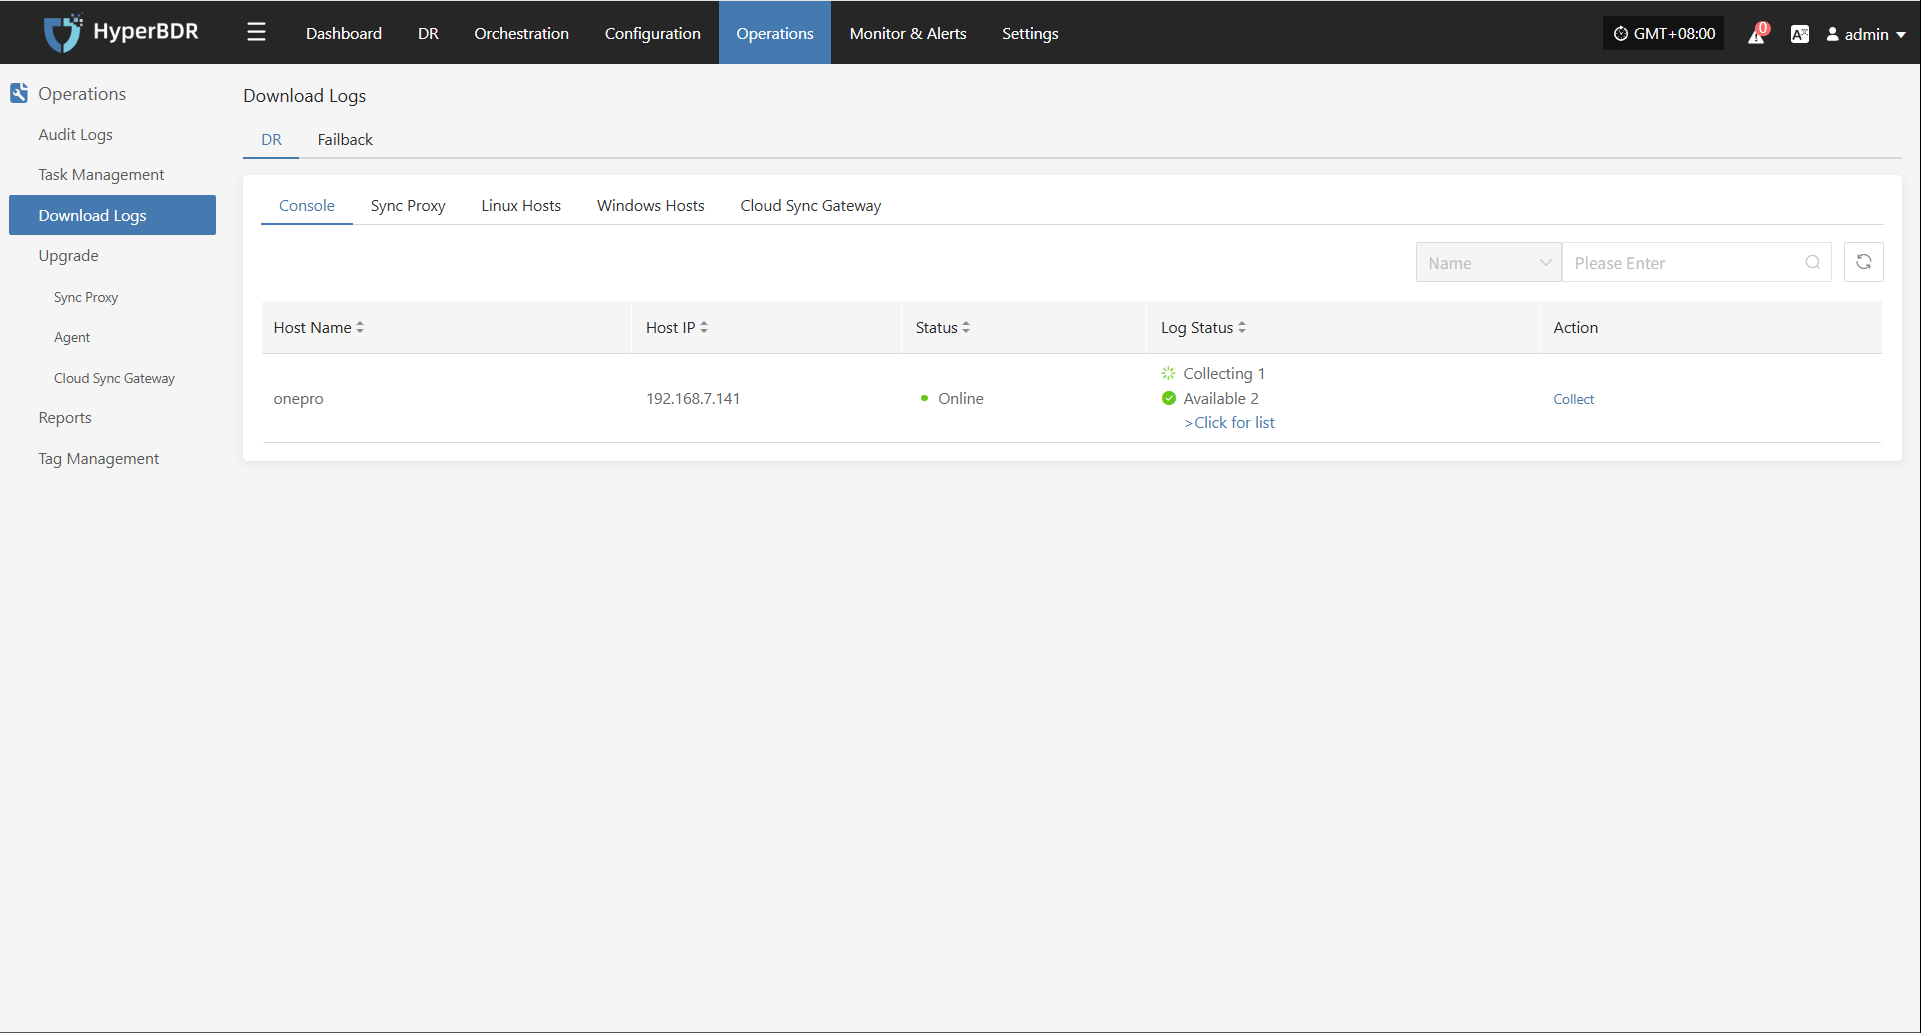 HyperBDR
Dashboard
DR
Orchestration
Configuration
Operations
Monitor & Alerts
Settings
GMT+08:00
0
admin
Operations
Audit Logs
Task Management
Download Logs
Upgrade
Sync Proxy
Agent
Cloud Sync Gateway
Reports
Tag Management
Download Logs
DR
Failback
Console
Sync Proxy
Linux Hosts
Windows Hosts
Cloud Sync Gateway
Name
Please Enter
Host Name
Host IP
Status
Log Status
Action
onepro
192.168.7.141
Online
Collecting 1
Available 2
>Click for list
Collect